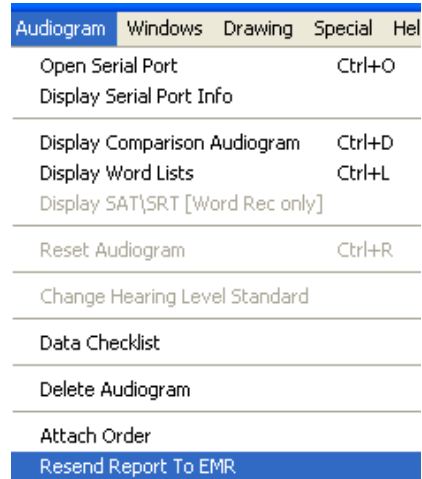 Audiogram Windows Drawing Special Hel
Open Serial Port Ctrl+O
Display Serial Port Info
Display Comparison Audiogram Ctrl+D
Display Word Lists Ctrl+L
Display SAT\SRT [Word Rec only]
Reset Audiogram Ctrl+R
Change Hearing Level Standard
Data Checklist
Delete Audiogram
Attach Order
Resend Report To EMR